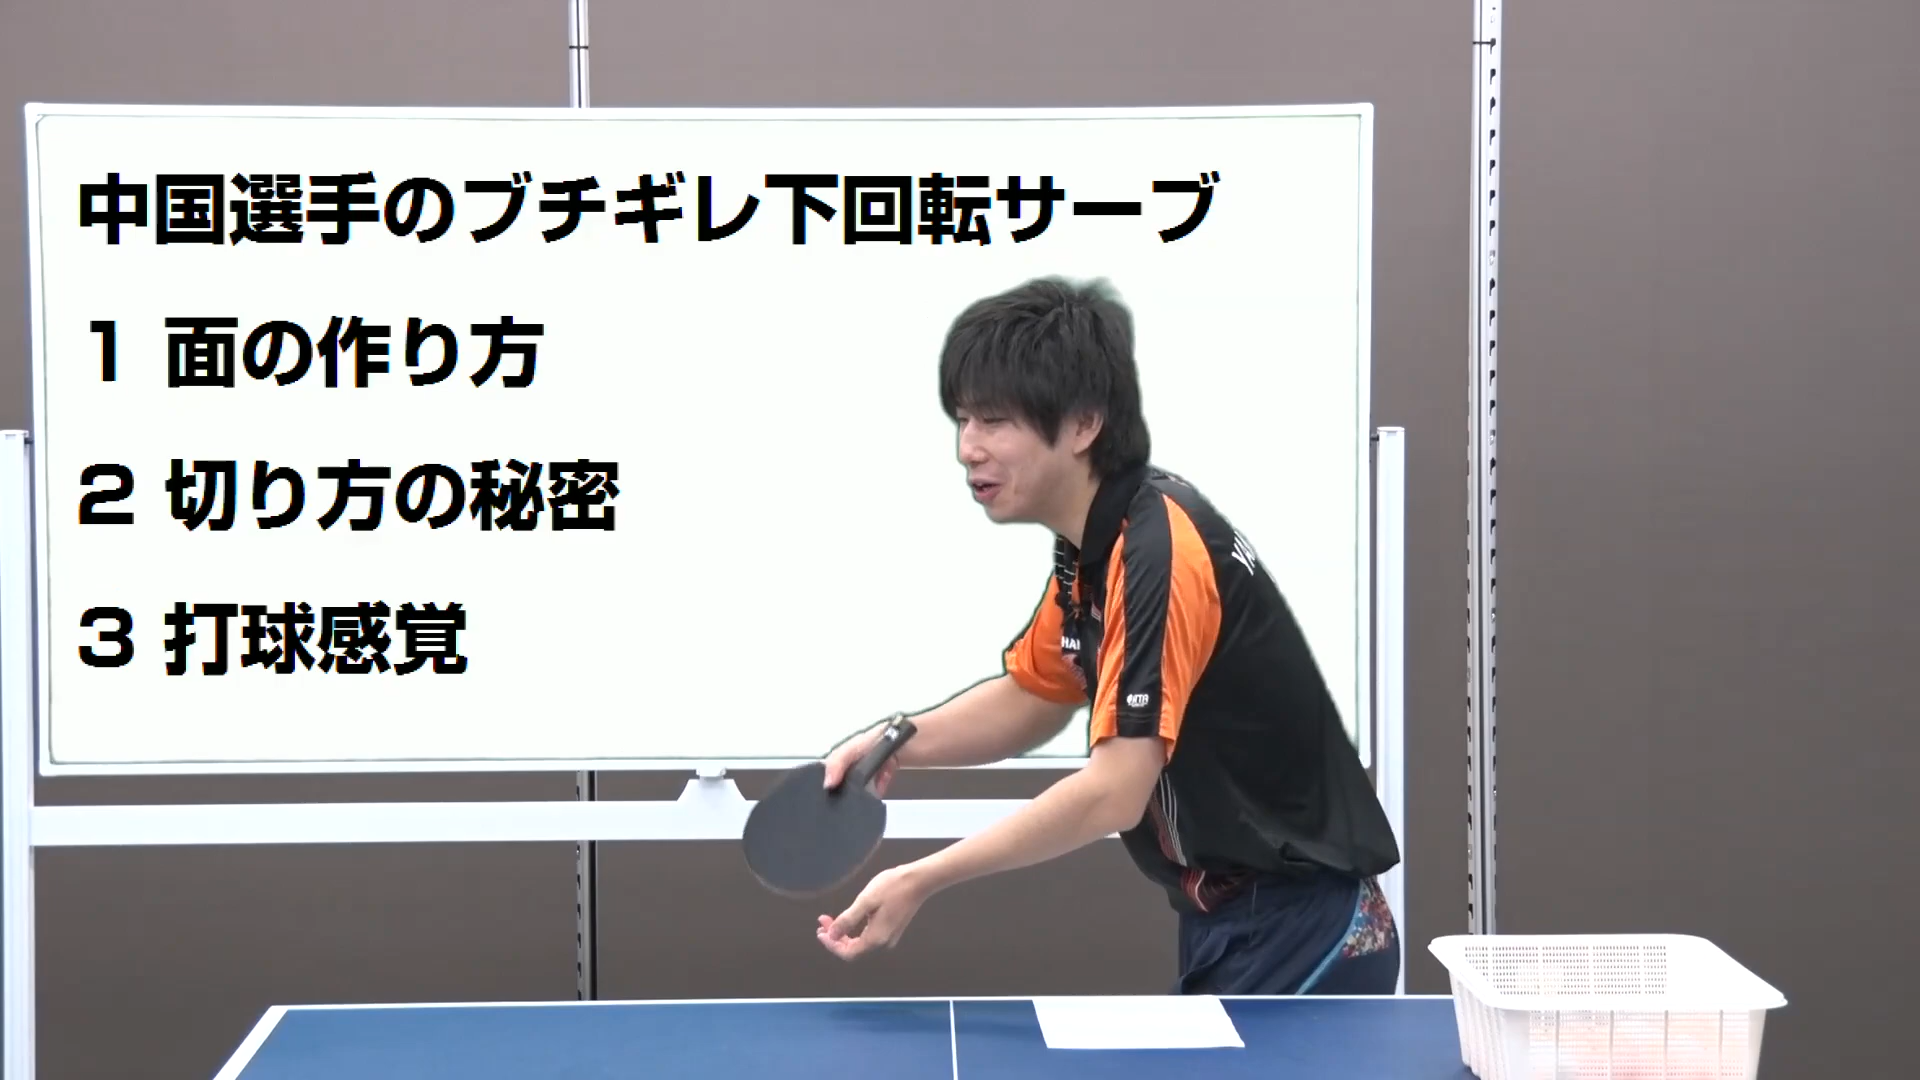 中国選手のブチギレ下回転サーブ
1 面の作り方
2 切り方の秘密
3 打球感覚